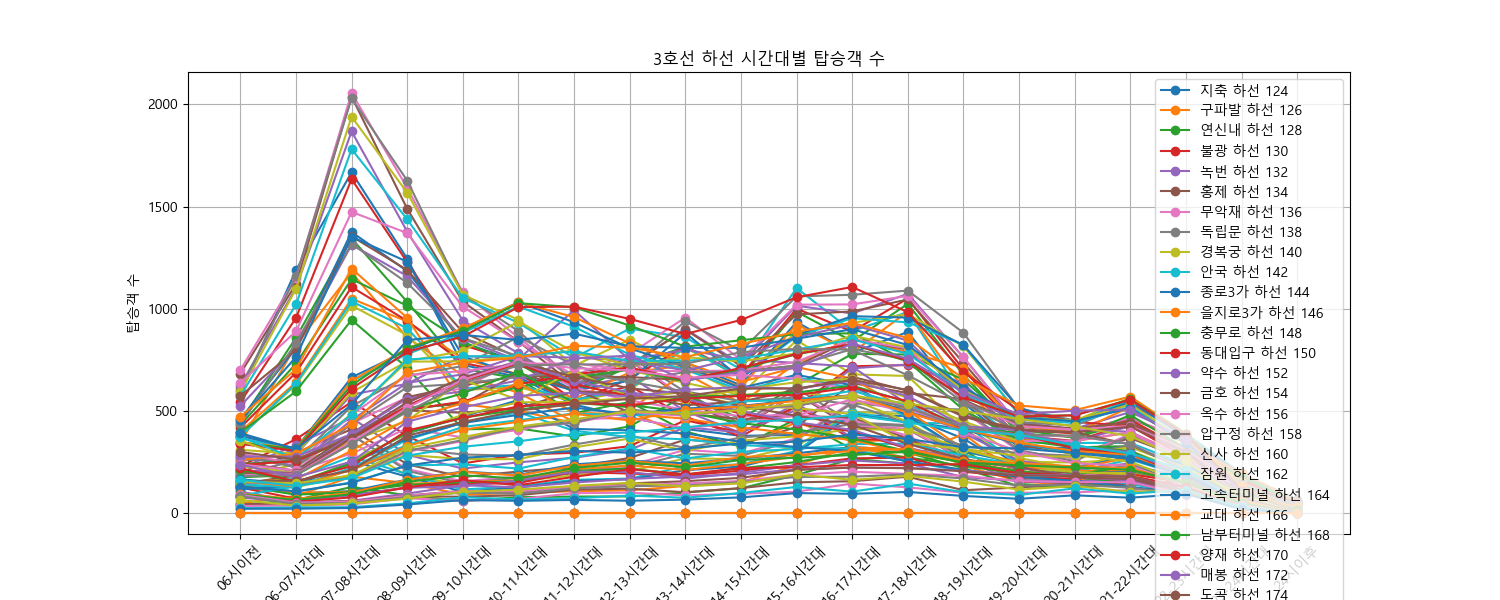 3호선 하선 시간대별 탑승객 수
탑승객 수
2000
1500
1000
500
0
06시이전
06-07시간대
07-08시간대
08-09시간대
09-10시간대
10-11시간대
11-12시간대
12-13시간대
13-14시간대
14-15시간대
15-16시간대
16-17시간대
17-18시간대
18-19시간대
19-20시간대
20-21시간대
21-22시간대
지축 하선 124
구파발 하선 126
연신내 하선 128
불광 하선 130
녹번 하선 132
홍제 하선 134
무악재 하선 136
독립문 하선 138
경복궁 하선 140
안국 하선 142
종로3가 하선 144
을지로3가 하선 146
충무로 하선 148
동대입구 하선 150
약수 하선 152
금호 하선 154
옥수 하선 156
압구정 하선 158
신사 하선 160
잠원 하선 162
고속터미널 하선 164
교대 하선 166
남부터미널 하선 168
양재 하선 170
매봉 하선 172
도곡 하선 174